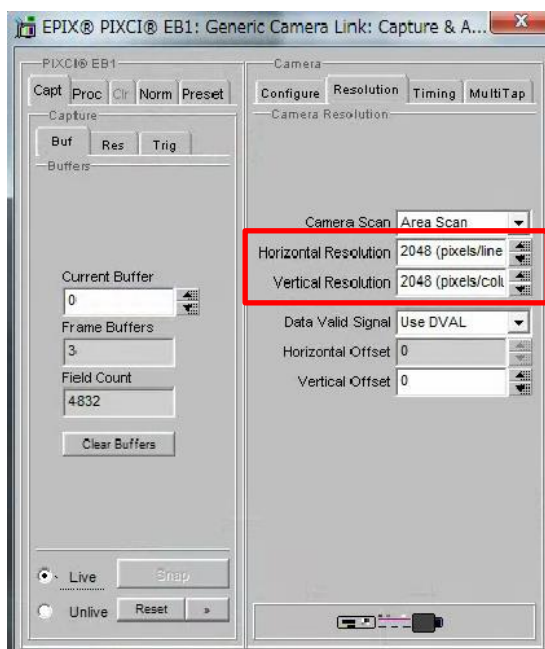 EPIX® PIXCI® EB1: Generic Camera Link: Capture & A...
PIXCI® EB1
Capt Proc Clr Norm Preset
Capture
Buf Res Trig
Buffers
Current Buffer
0
Frame Buffers
3
Field Count
4832
Clear Buffers
Live Snap
Unlive Reset »
Camera
Configure Resolution Timing MultiTap
Camera Resolution
Camera Scan Area Scan
Horizontal Resolution 2048 (pixels/line
Vertical Resolution 2048 (pixels/colu
Data Valid Signal Use DVAL
Horizontal Offset 0
Vertical Offset 0